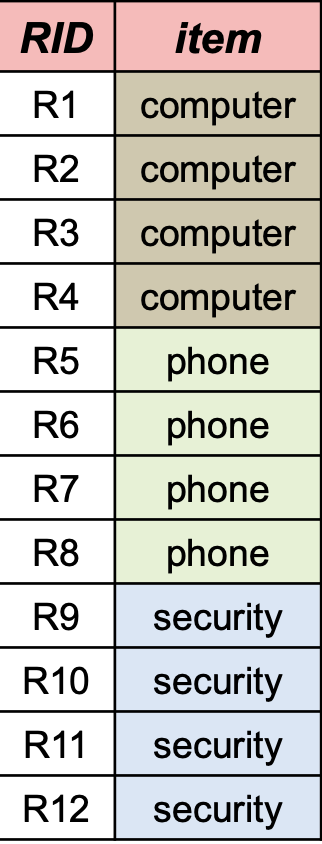 RID item
R1 computer
R2 computer
R3 computer
R4 computer
R5 phone
R6 phone
R7 phone
R8 phone
R9 security
R10 security
R11 security
R12 security